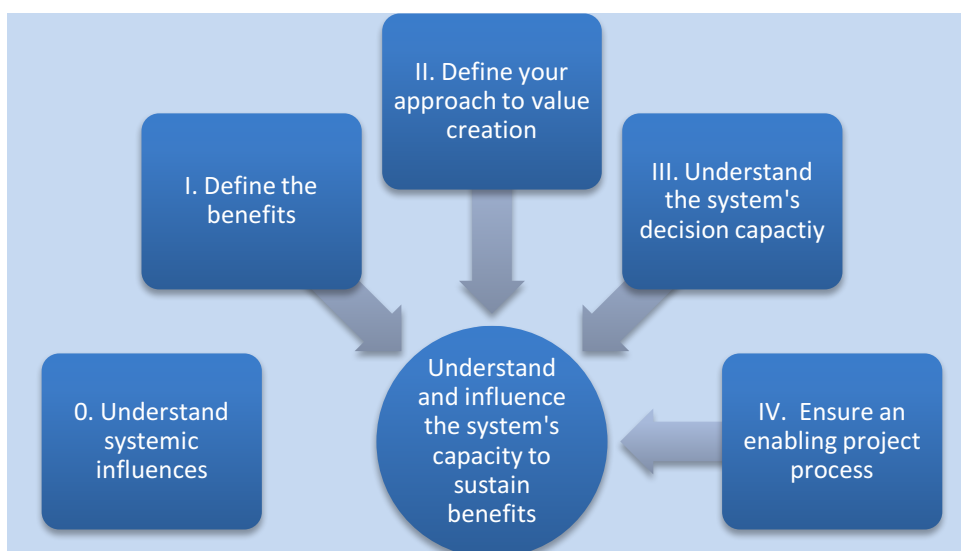 II. Define your
approach to value
creation
I. Define the
benefits
III. Understand
the system's
decision capactiy
0. Understand
systemic
influences
Understand
and influence
the system's
capacity to
sustain
benefits
IV. Ensure an
enabling project
process